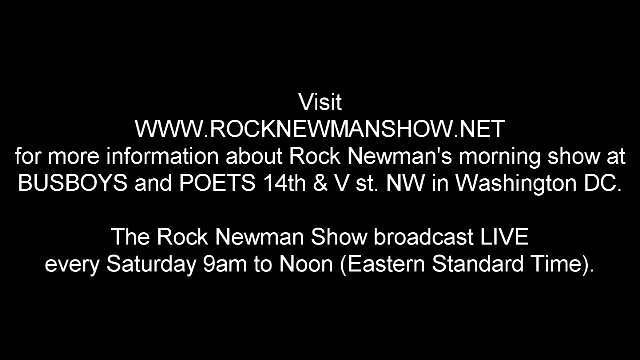 Visit
WWW.ROCKNEWMANSHOW.NET
for more information about Rock Newman's morning show at
BUSBOYS and POETS 14th & V st. NW in Washington DC.
The Rock Newman Show broadcast LIVE
every Saturday 9am to Noon (Eastern Standard Time).